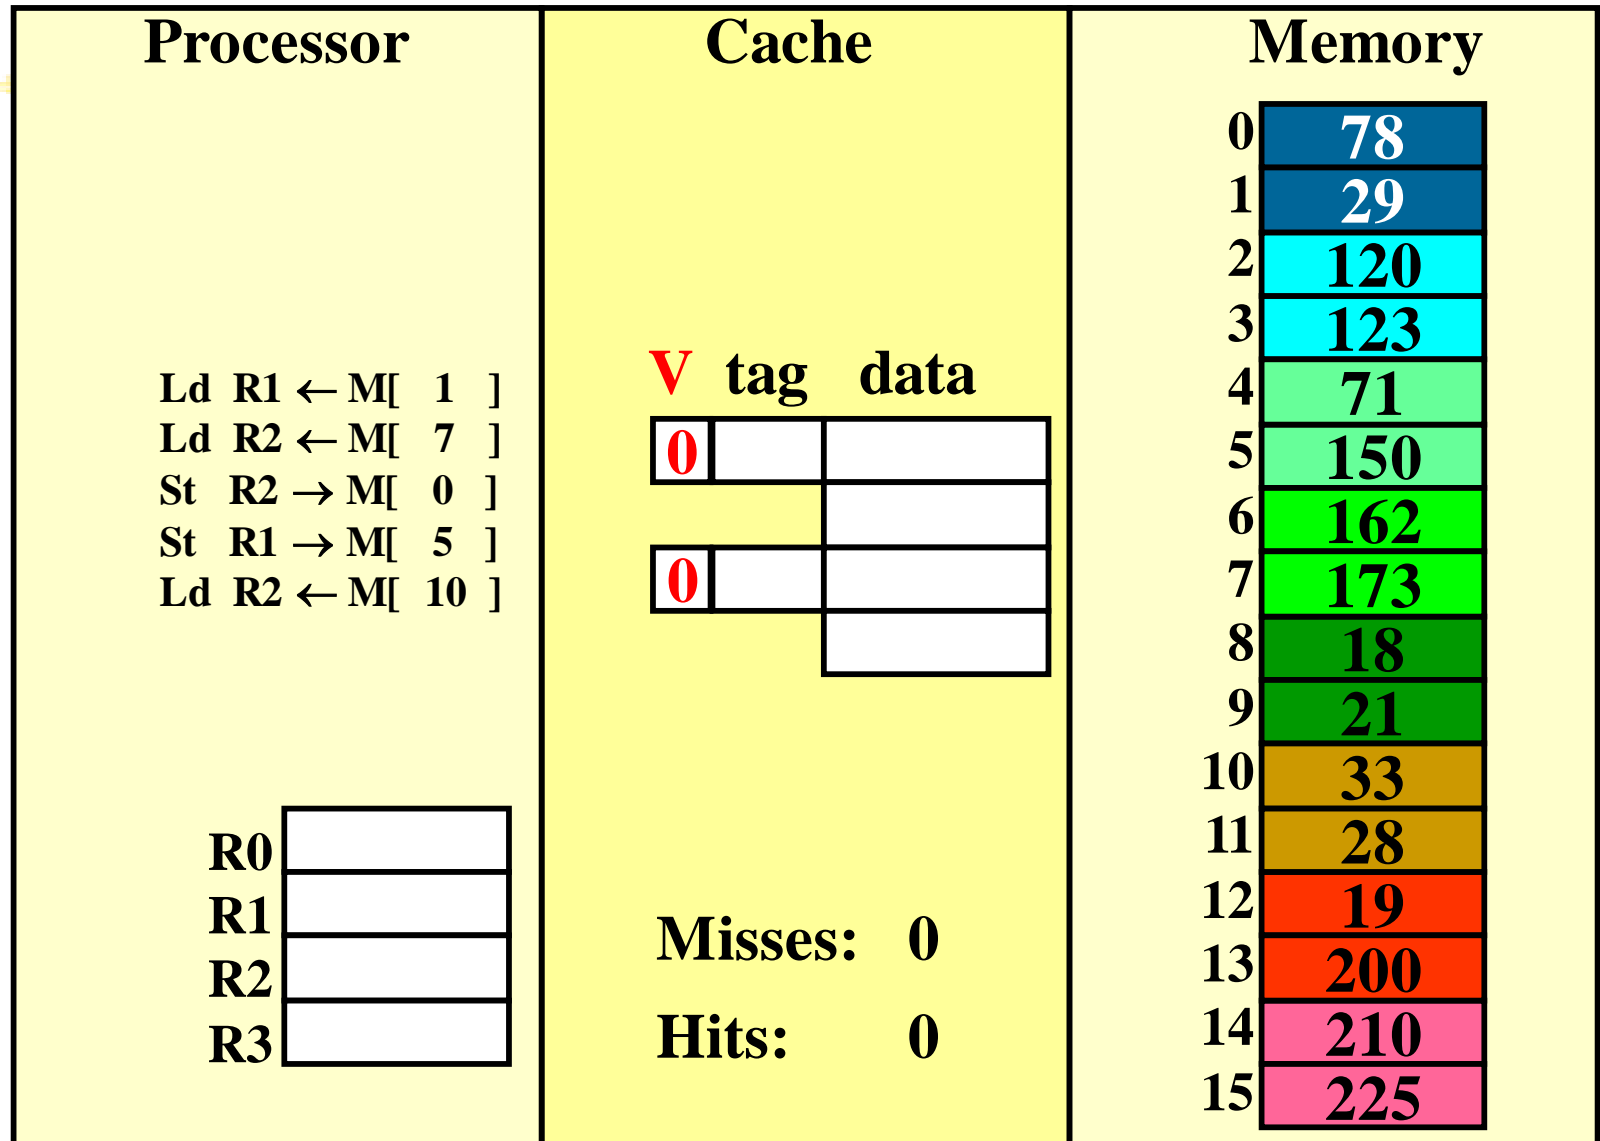 Processor
Ld R1 ← M[ 1 ]
Ld R2 ← M[ 7 ]
St R2 → M[ 0 ]
St R1 → M[ 5 ]
Ld R2 ← M[ 10 ]
R0
R1
R2
R3
Cache
V tag data
0
0
Misses: 0
Hits: 0
Memory
0 78
1 29
2 120
3 123
4 71
5 150
6 162
7 173
8 18
9 21
10 33
11 28
12 19
13 200
14 210
15 225